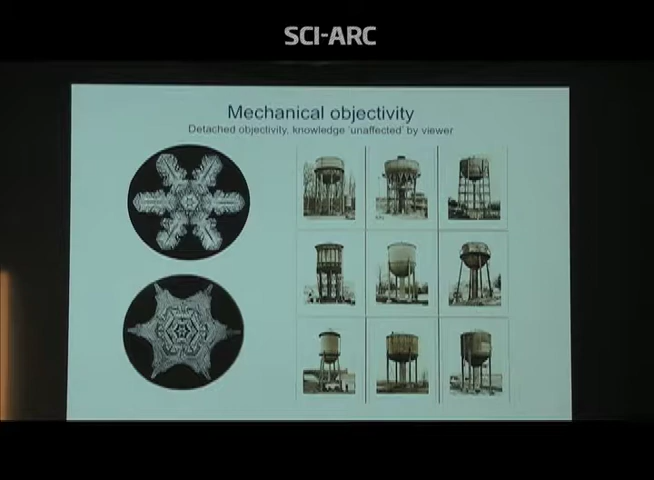 SCI-ARC
Mechanical objectivity
Detached objectivity, knowledge 'unaffected' by viewer